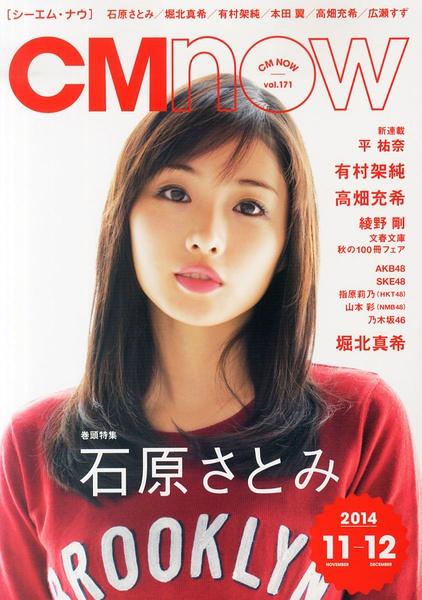 ［シーエム・ナウ］ 石原さとみ／堀北真希／有村架純／本田 翼／高畑充希／広瀬すず
CMnow
CM NOW
vol.171
新連載
平 祐奈
有村架純
高畑充希
綾野 剛
文春文庫
秋の100冊フェア
AKB48
SKE48
指原莉乃(HKT48)
山本 彩(NMB48)
乃木坂46
堀北真希
巻頭特集
石原さとみ
BROOKLYN
2014
11-12
NOVEMBER DECEMBER